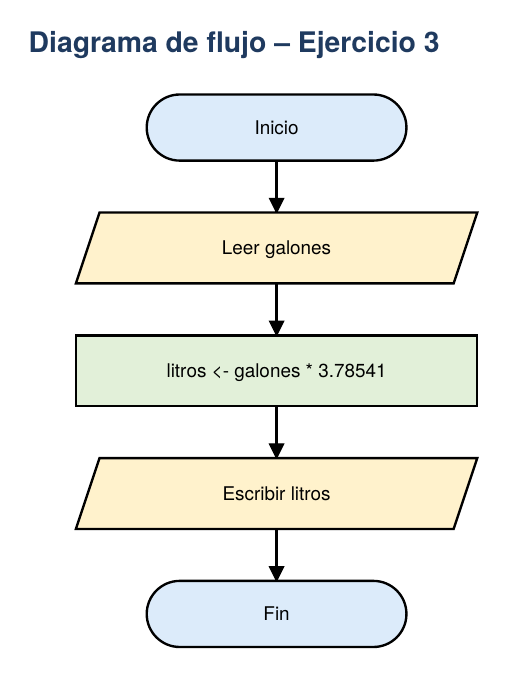 Diagrama de flujo – Ejercicio 3
Inicio
Leer galones
litros <- galones * 3.78541
Escribir litros
Fin